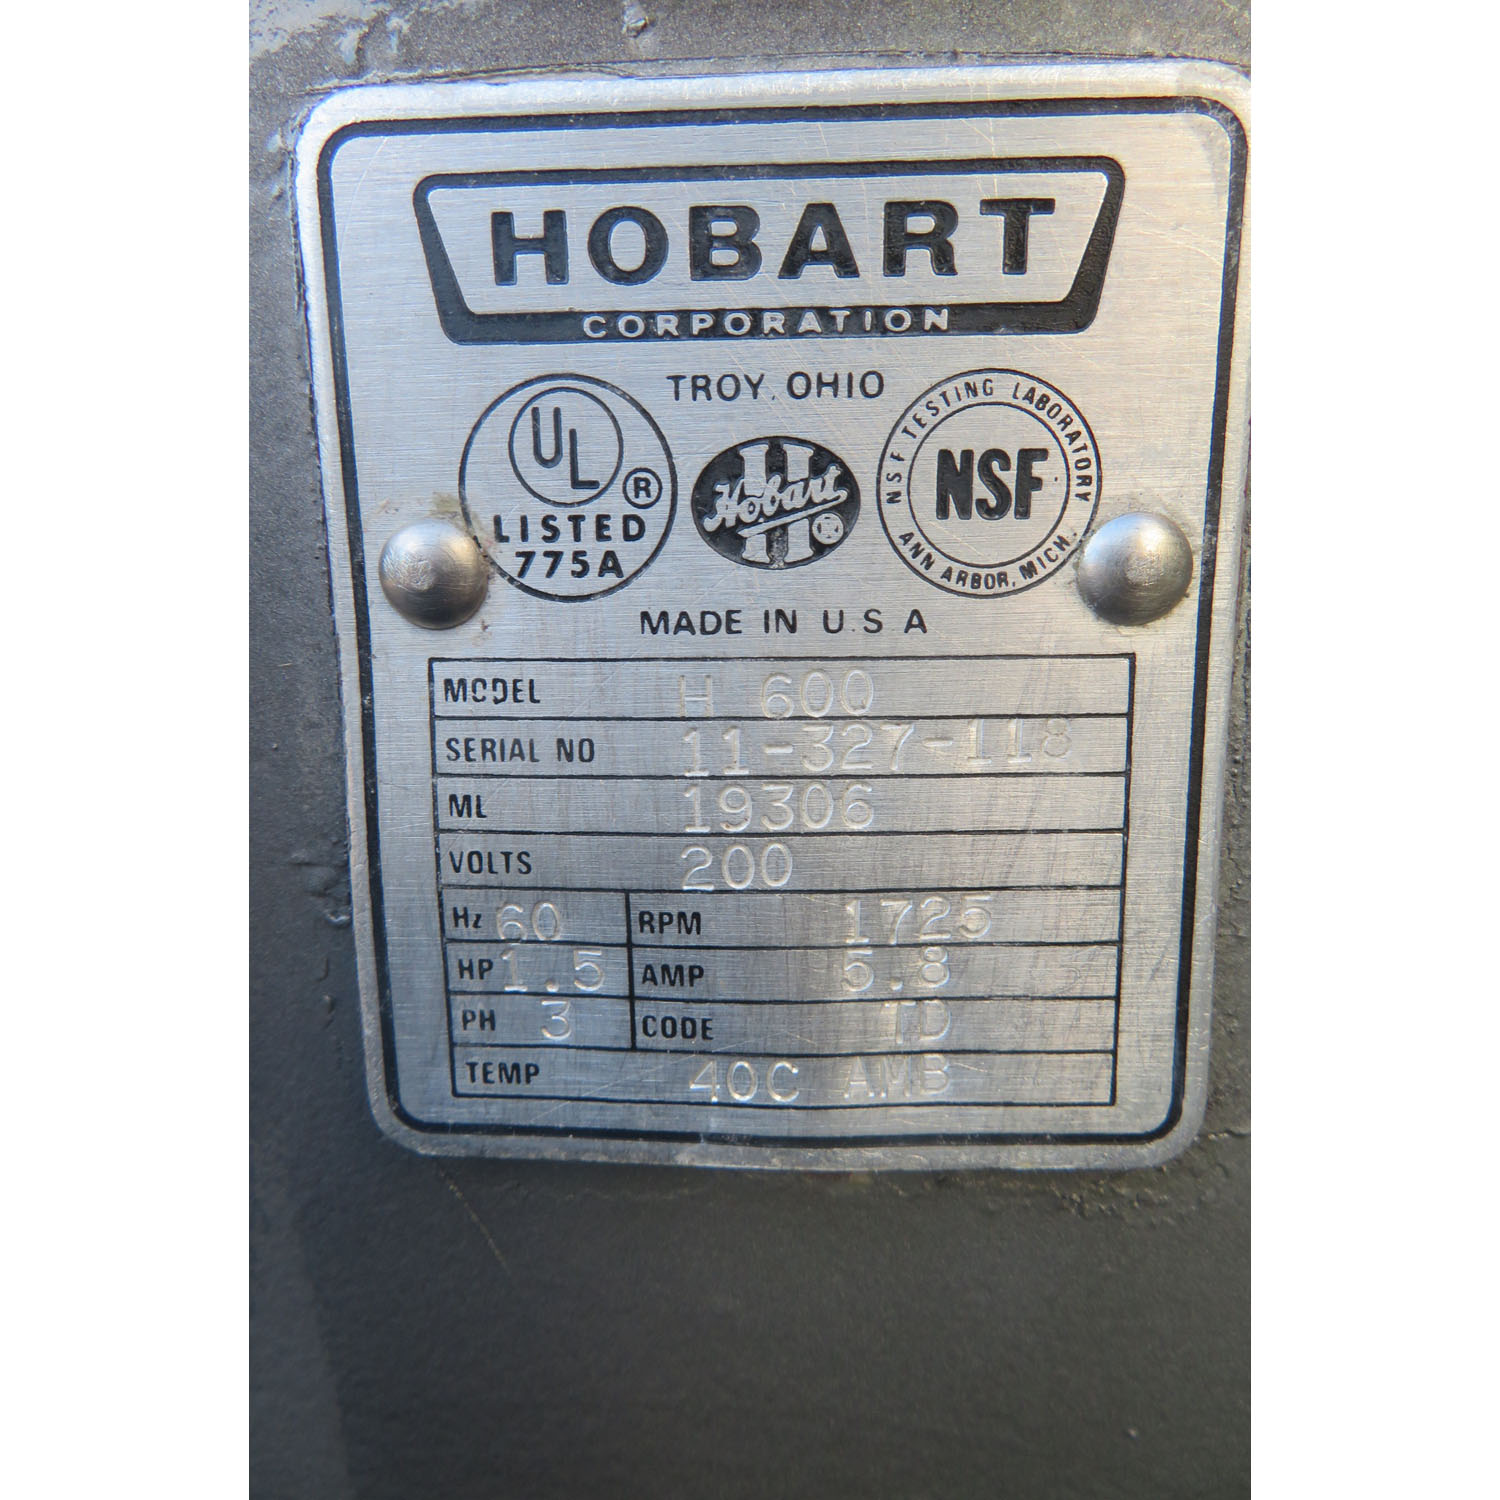 HOBART
CORPORATION
TROY, OHIO
UL ®
LISTED
775A
Hobart
NSF TESTING LABORATORY
NSF
ANN ARBOR, MICH.
MADE IN U.S.A
MODEL H 600
SERIAL NO 11-327-118
ML 19306
VOLTS 200
Hz 60 RPM 1725
HP 1.5 AMP 5.8
PH 3 CODE TD
TEMP 40C AMB